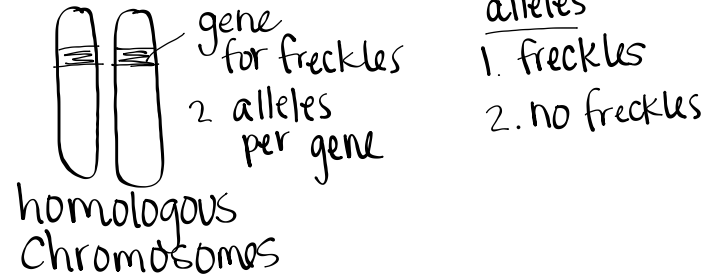 gene
for freckles
2 alleles
per gene
homologous
Chromosomes
alleles
1. freckles
2. no freckles